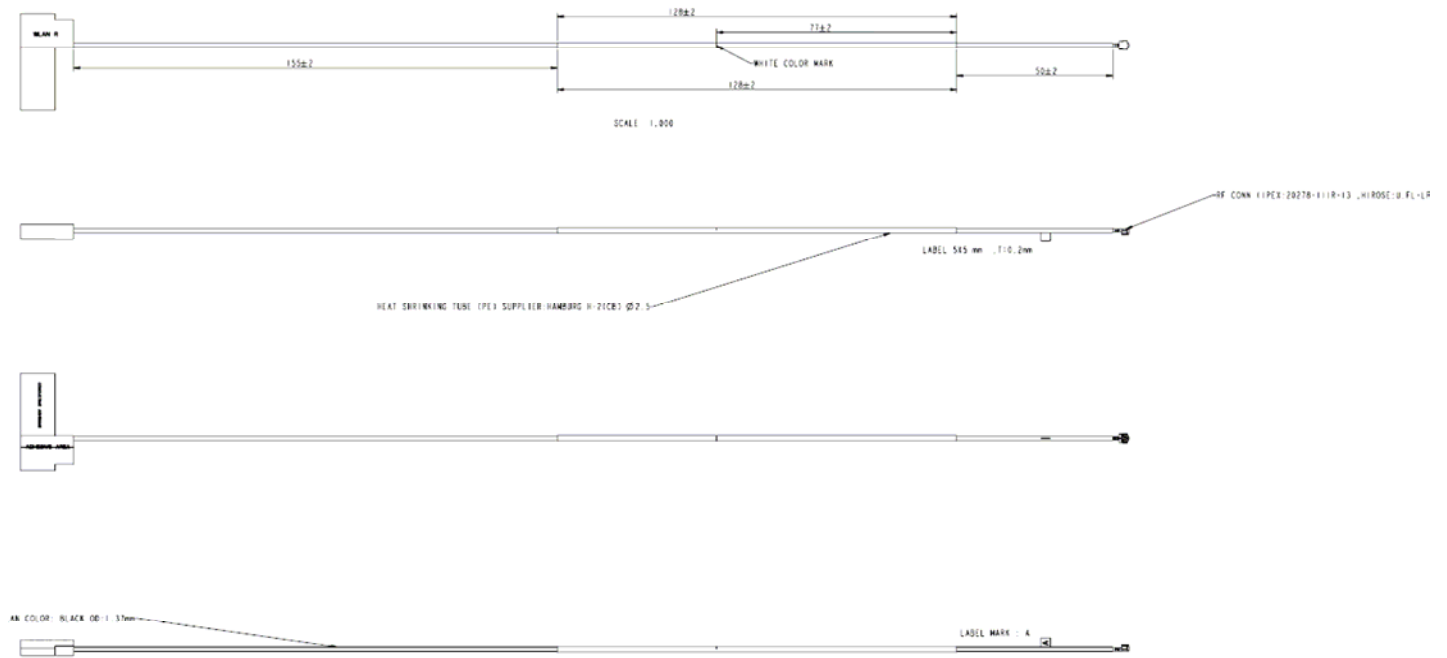 128±2
77±2
WLAN R
WHITE COLOR MARK
155±2
50±2
128±2
SCALE 1.000
RF CONN (IPEX:20278-111R-13 ,HIROSE:U.FL-LP
LABEL 5X5 mm ,T:0.2mm
HEAT SHRINKING TUBE (PE) SUPPLIER:HAMBURG H-2(CB) Ø2.5
ADHESIVE AREA
AN COLOR: BLACK OD:1.37mm
LABEL MARK : A
A